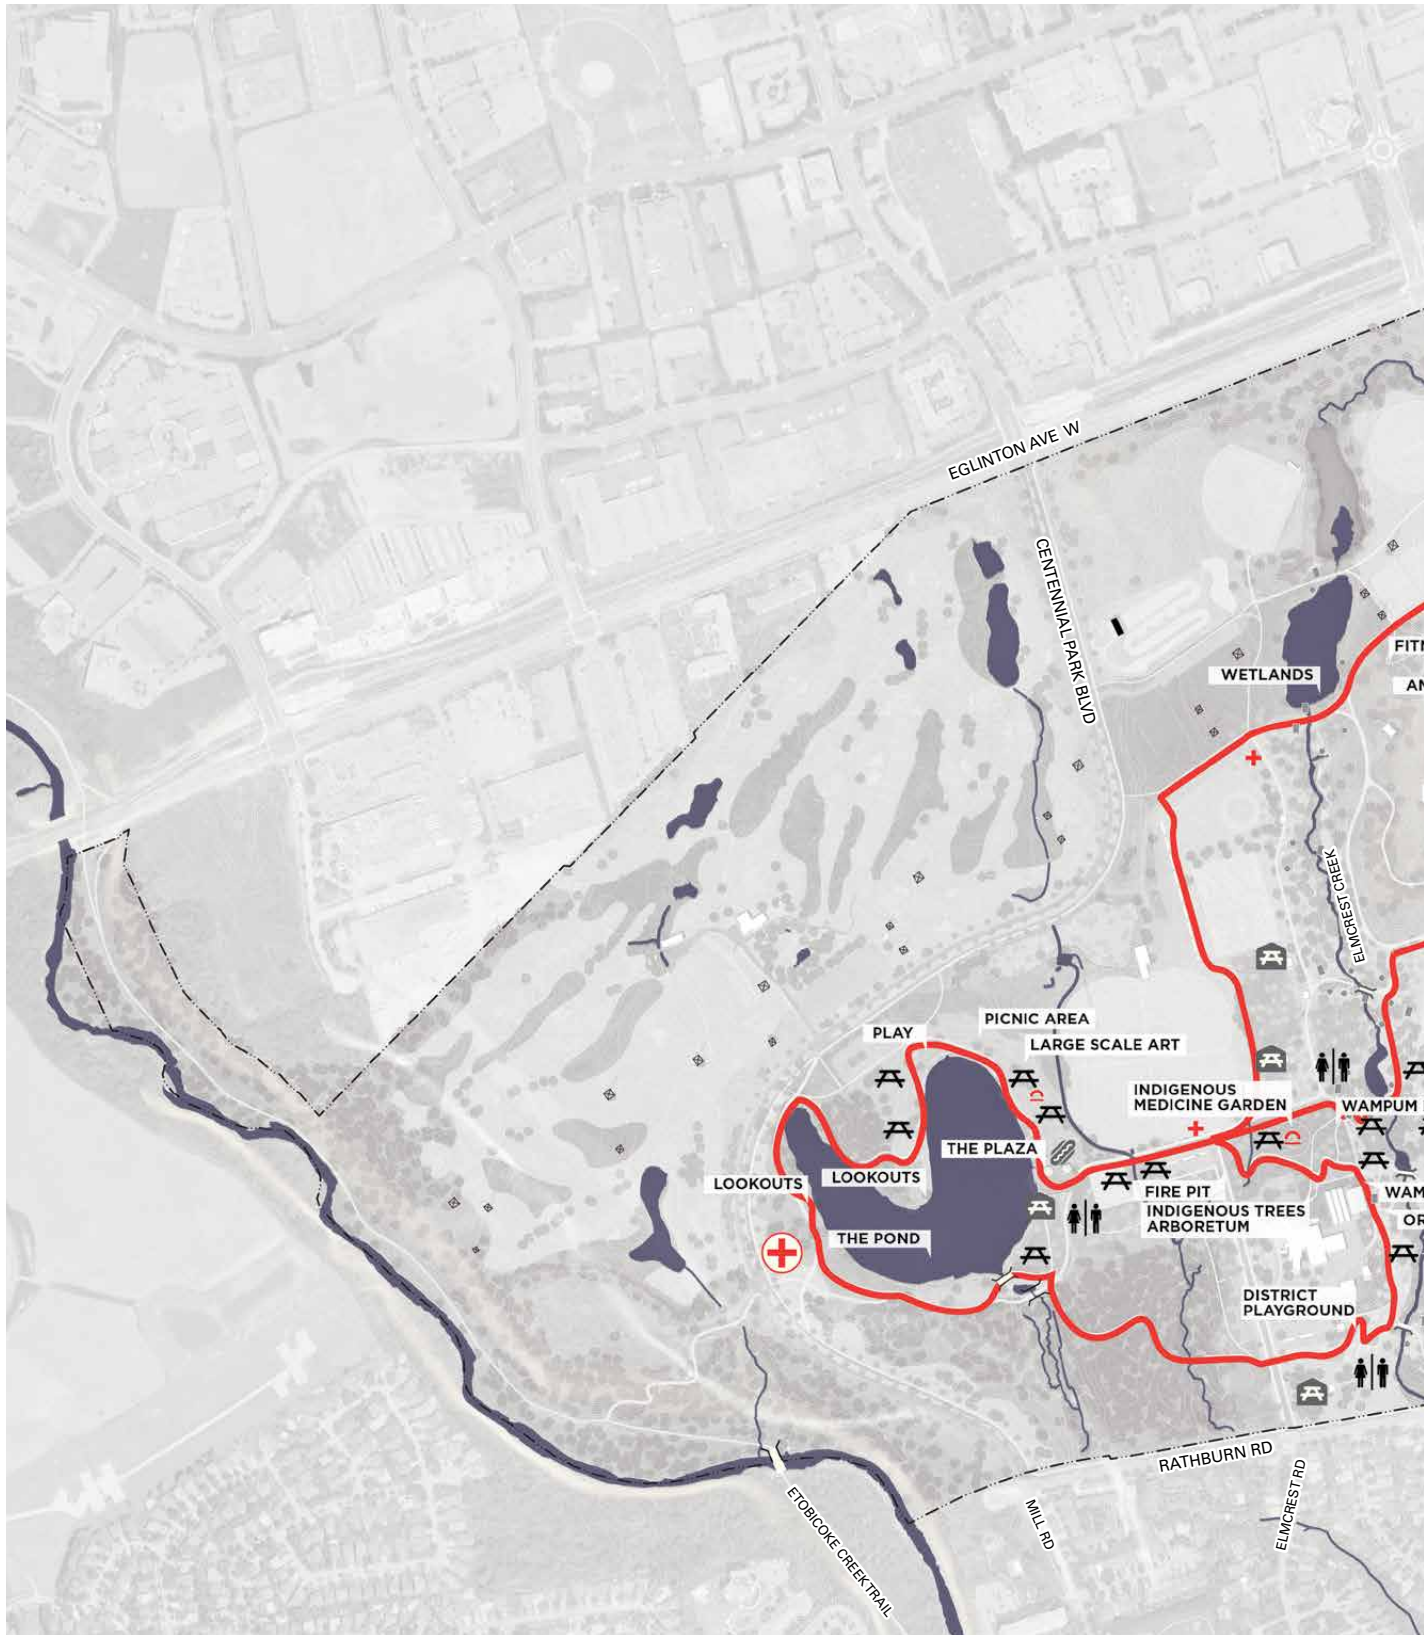 EGLINTON AVE W
CENTENNIAL PARK BLVD
WETLANDS
ELMCREST CREEK
PICNIC AREA
PLAY
LARGE SCALE ART
INDIGENOUS
MEDICINE GARDEN
WAMPUM
THE PLAZA
LOOKOUTS
LOOKOUTS
FIRE PIT
INDIGENOUS TREES
ARBORETUM
THE POND
DISTRICT
PLAYGROUND
RATHBURN RD
ETOBICOKE CREEK TRAIL
MILL RD
ELMCREST RD